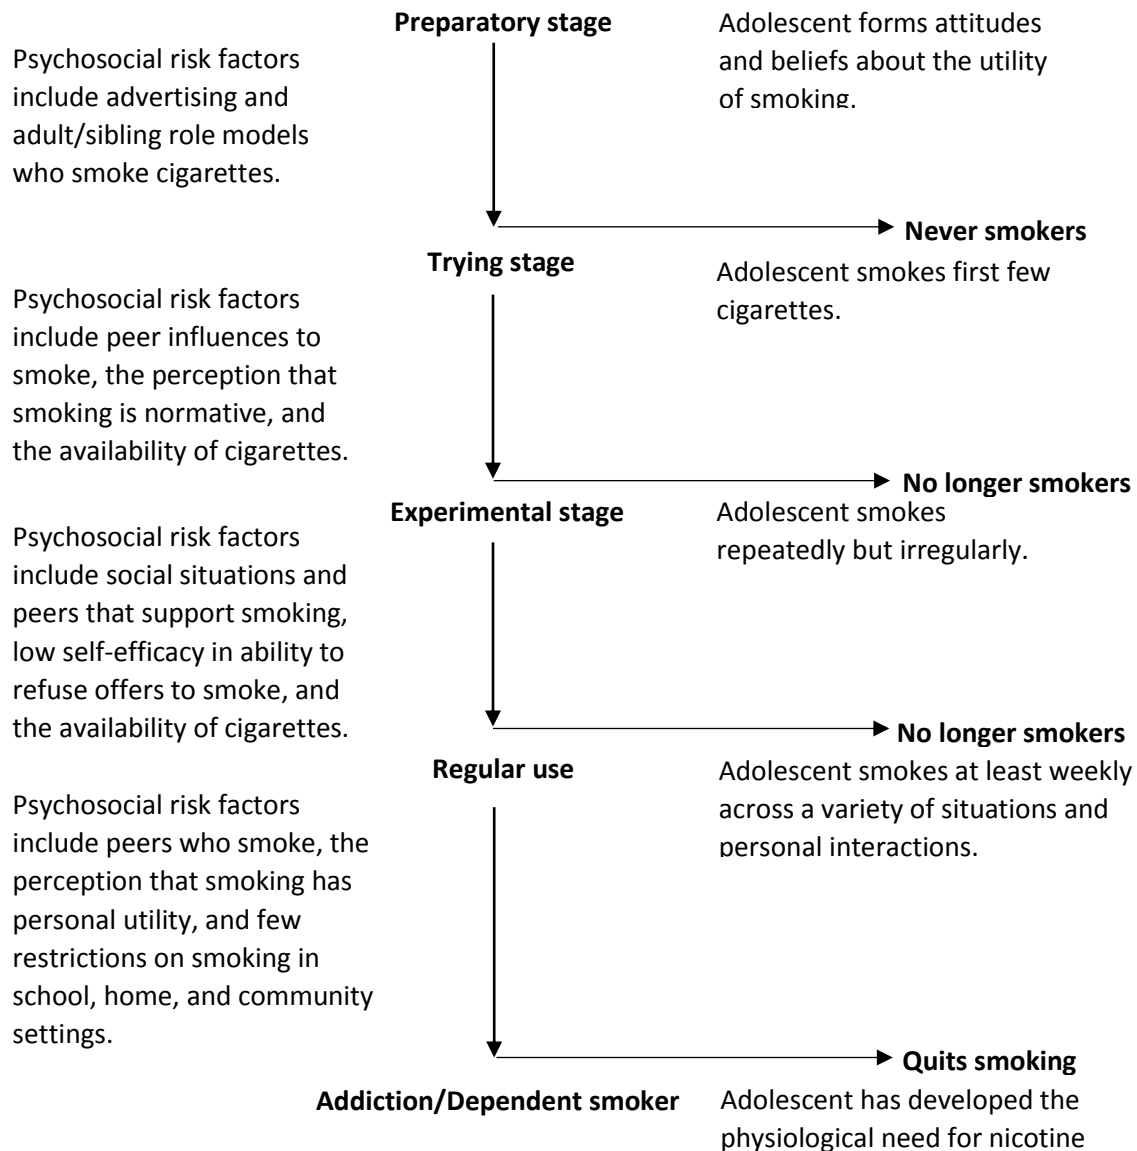 Preparatory stage
Adolescent forms attitudes
and beliefs about the utility
of smoking.
Psychosocial risk factors
include advertising and
adult/sibling role models
who smoke cigarettes.
Never smokers
Trying stage
Adolescent smokes first few
cigarettes.
Psychosocial risk factors
include peer influences to
smoke, the perception that
smoking is normative, and
the availability of cigarettes.
No longer smokers
Experimental stage
Adolescent smokes
repeatedly but irregularly.
Psychosocial risk factors
include social situations and
peers that support smoking,
low self-efficacy in ability to
refuse offers to smoke, and
the availability of cigarettes.
No longer smokers
Regular use
Adolescent smokes at least weekly
across a variety of situations and
personal interactions.
Psychosocial risk factors
include peers who smoke, the
perception that smoking has
personal utility, and few
restrictions on smoking in
school, home, and community
settings.
Quits smoking
Addiction/Dependent smoker
Adolescent has developed the
physiological need for nicotine